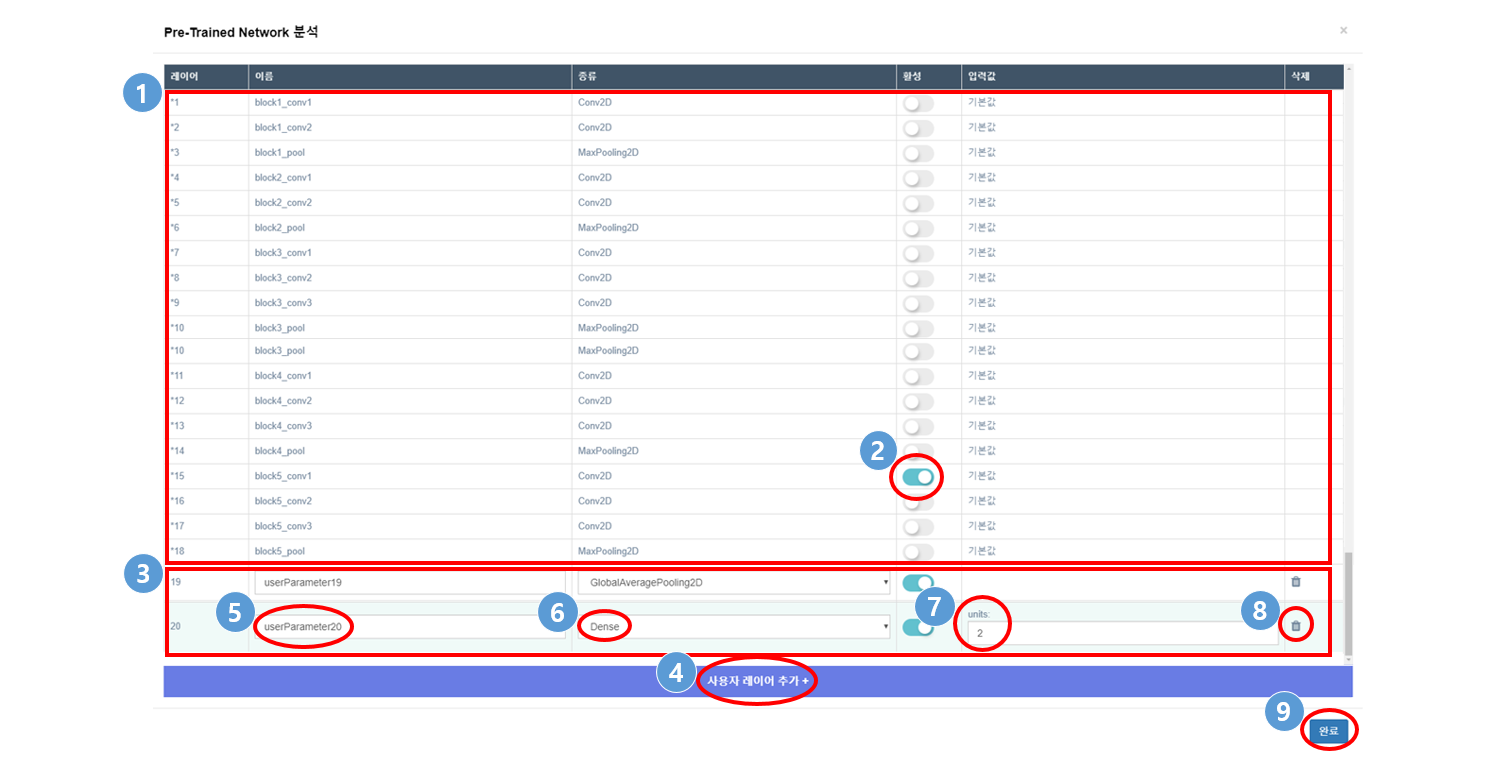 Pre-Trained Network 분석 ×
레이어 이름 종류 활성 입력값 삭제
1
*1 block1_conv1 Conv2D 기본값
*2 block1_conv2 Conv2D 기본값
*3 block1_pool MaxPooling2D 기본값
*4 block2_conv1 Conv2D 기본값
*5 block2_conv2 Conv2D 기본값
*6 block2_pool MaxPooling2D 기본값
*7 block3_conv1 Conv2D 기본값
*8 block3_conv2 Conv2D 기본값
*9 block3_conv3 Conv2D 기본값
*10 block3_pool MaxPooling2D 기본값
*10 block3_pool MaxPooling2D 기본값
*11 block4_conv1 Conv2D 기본값
*12 block4_conv2 Conv2D 기본값
*13 block4_conv3 Conv2D 기본값
*14 block4_pool MaxPooling2D 기본값
2
*15 block5_conv1 Conv2D 기본값
*16 block5_conv2 Conv2D 기본값
*17 block5_conv3 Conv2D 기본값
*18 block5_pool MaxPooling2D 기본값
3
19 userParameter19 GlobalAveragePooling2D
5 6 7 units: 8
20 userParameter20 Dense 2
4 사용자 레이어 추가 +
9
완료